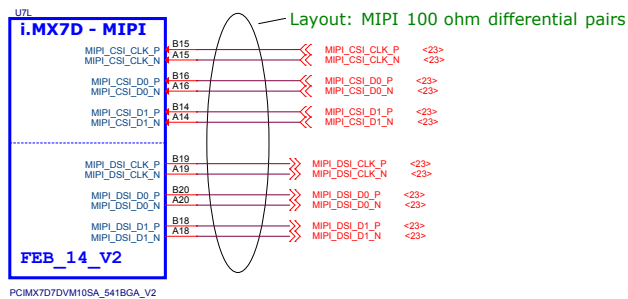 U7L
Layout: MIPI 100 ohm differential pairs
i.MX7D - MIPI
MIPI_CSI_CLK_P B15 MIPI_CSI_CLK_P <23>
MIPI_CSI_CLK_N A15 MIPI_CSI_CLK_N <23>
MIPI_CSI_D0_P B16 MIPI_CSI_D0_P <23>
MIPI_CSI_D0_N A16 MIPI_CSI_D0_N <23>
MIPI_CSI_D1_P B14 MIPI_CSI_D1_P <23>
MIPI_CSI_D1_N A14 MIPI_CSI_D1_N <23>
MIPI_DSI_CLK_P B19 MIPI_DSI_CLK_P <23>
MIPI_DSI_CLK_N A19 MIPI_DSI_CLK_N <23>
MIPI_DSI_D0_P B20 MIPI_DSI_D0_P <23>
MIPI_DSI_D0_N A20 MIPI_DSI_D0_N <23>
MIPI_DSI_D1_P B18 MIPI_DSI_D1_P <23>
MIPI_DSI_D1_N A18 MIPI_DSI_D1_N <23>
FEB_14_V2
PCIMX7D7DVM10SA_541BGA_V2